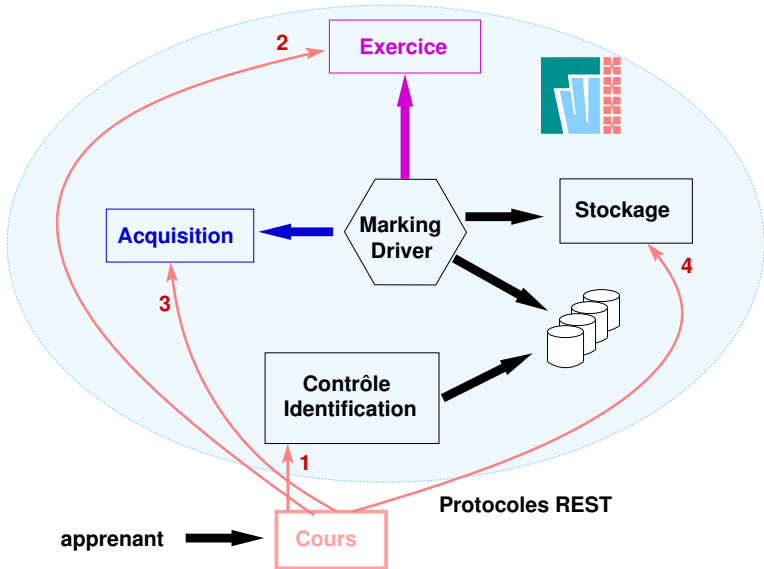 2
Exercice
Marking
Driver
Stockage
Acquisition
4
3
Contrôle
Identification
1
Protocoles REST
apprenant
Cours